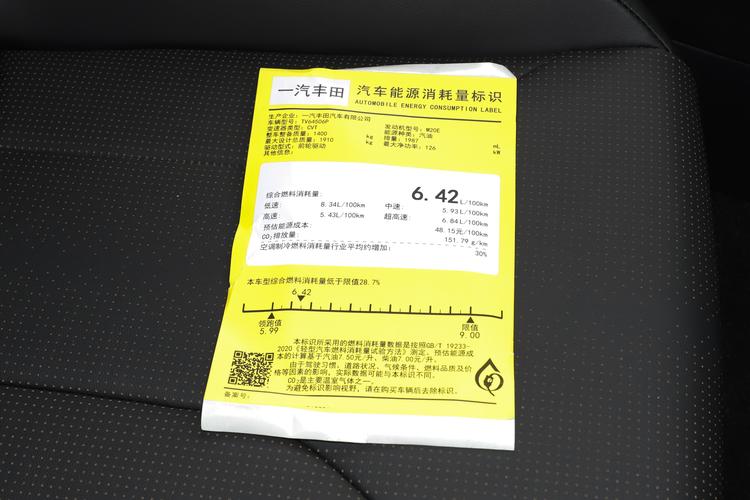 一汽丰田 汽车能源消耗量标识
AUTOMOBILE ENERGY CONSUMPTION LABEL
生产企业：一汽丰田汽车有限公司
车辆型号：TV6450GP 发动机型号：M20E
变速器类型：CVT 能源种类：汽油
整车整备质量：1400 kg 排量：1987 mL
最大设计总质量：1910 kg 最大净功率：126 kW
驱动型式：前轮驱动
其他信息：
综合燃料消耗量： 6.42 L/100km
低速： 8.34L/100km 中速： 5.93L/100km
高速： 5.43L/100km 超高速： 6.84L/100km
预估能源成本： 48.15元/100km
CO2排放量： 151.79 g/km
空调制冷燃料消耗量行业平均约增加： 30%
本车型综合燃料消耗量低于限值28.7%
6.42
领跑值 限值
5.99 9.00
本标识所采用的燃料消耗量数据是按照GB/T 19233-
2020《轻型汽车燃料消耗量试验方法》测定。预估能源成
本的计算基于汽油7.50元/升、柴油7.00元/升。
由于驾驶习惯、道路状况、气候条件、燃料品质及价
格等因素的影响，实际数据可能与本标识不同。
CO2是主要温室气体之一。
为避免标识影响视野，请在购买车辆后去除标识。
备案号：